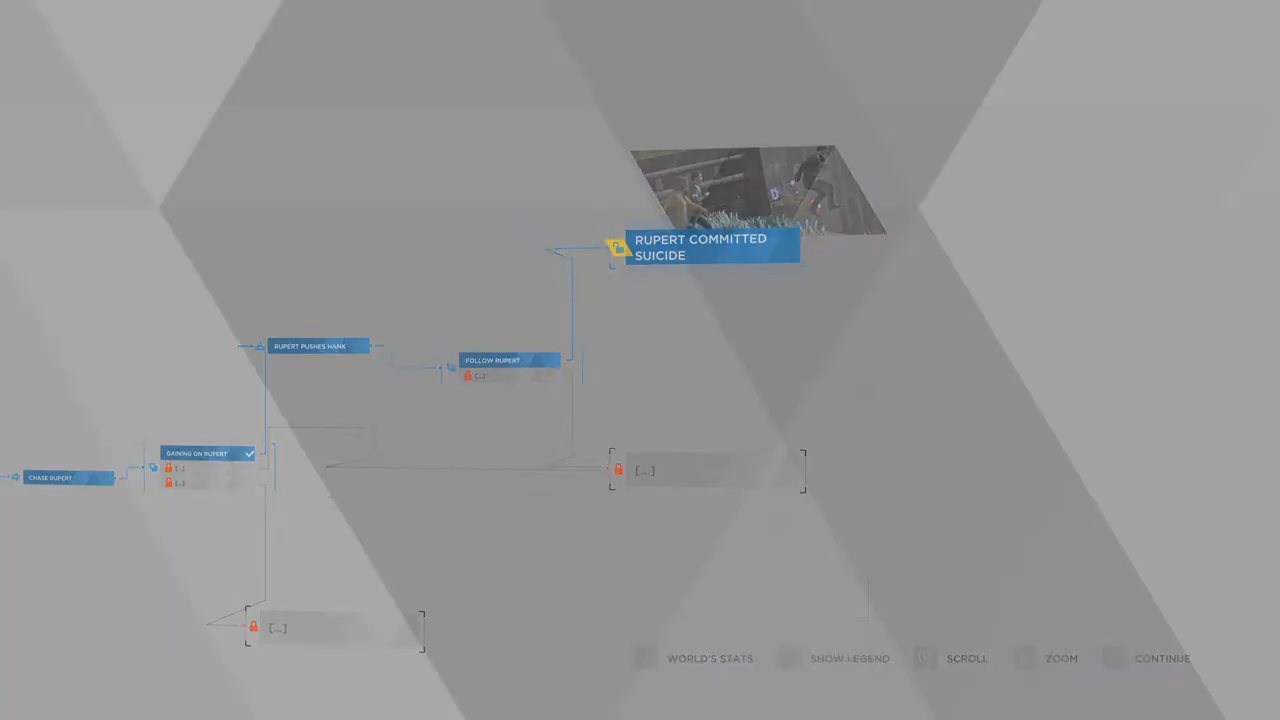 RUPERT COMMITTED
SUICIDE
RUPERT PUSHES HANK
FOLLOW RUPERT
[...]
GAINING ON RUPERT
[...]
[...]
CHASE RUPERT
[...]
[...]
WORLD'S STATS
SHOW LEGEND
SCROLL
ZOOM
CONTINUE